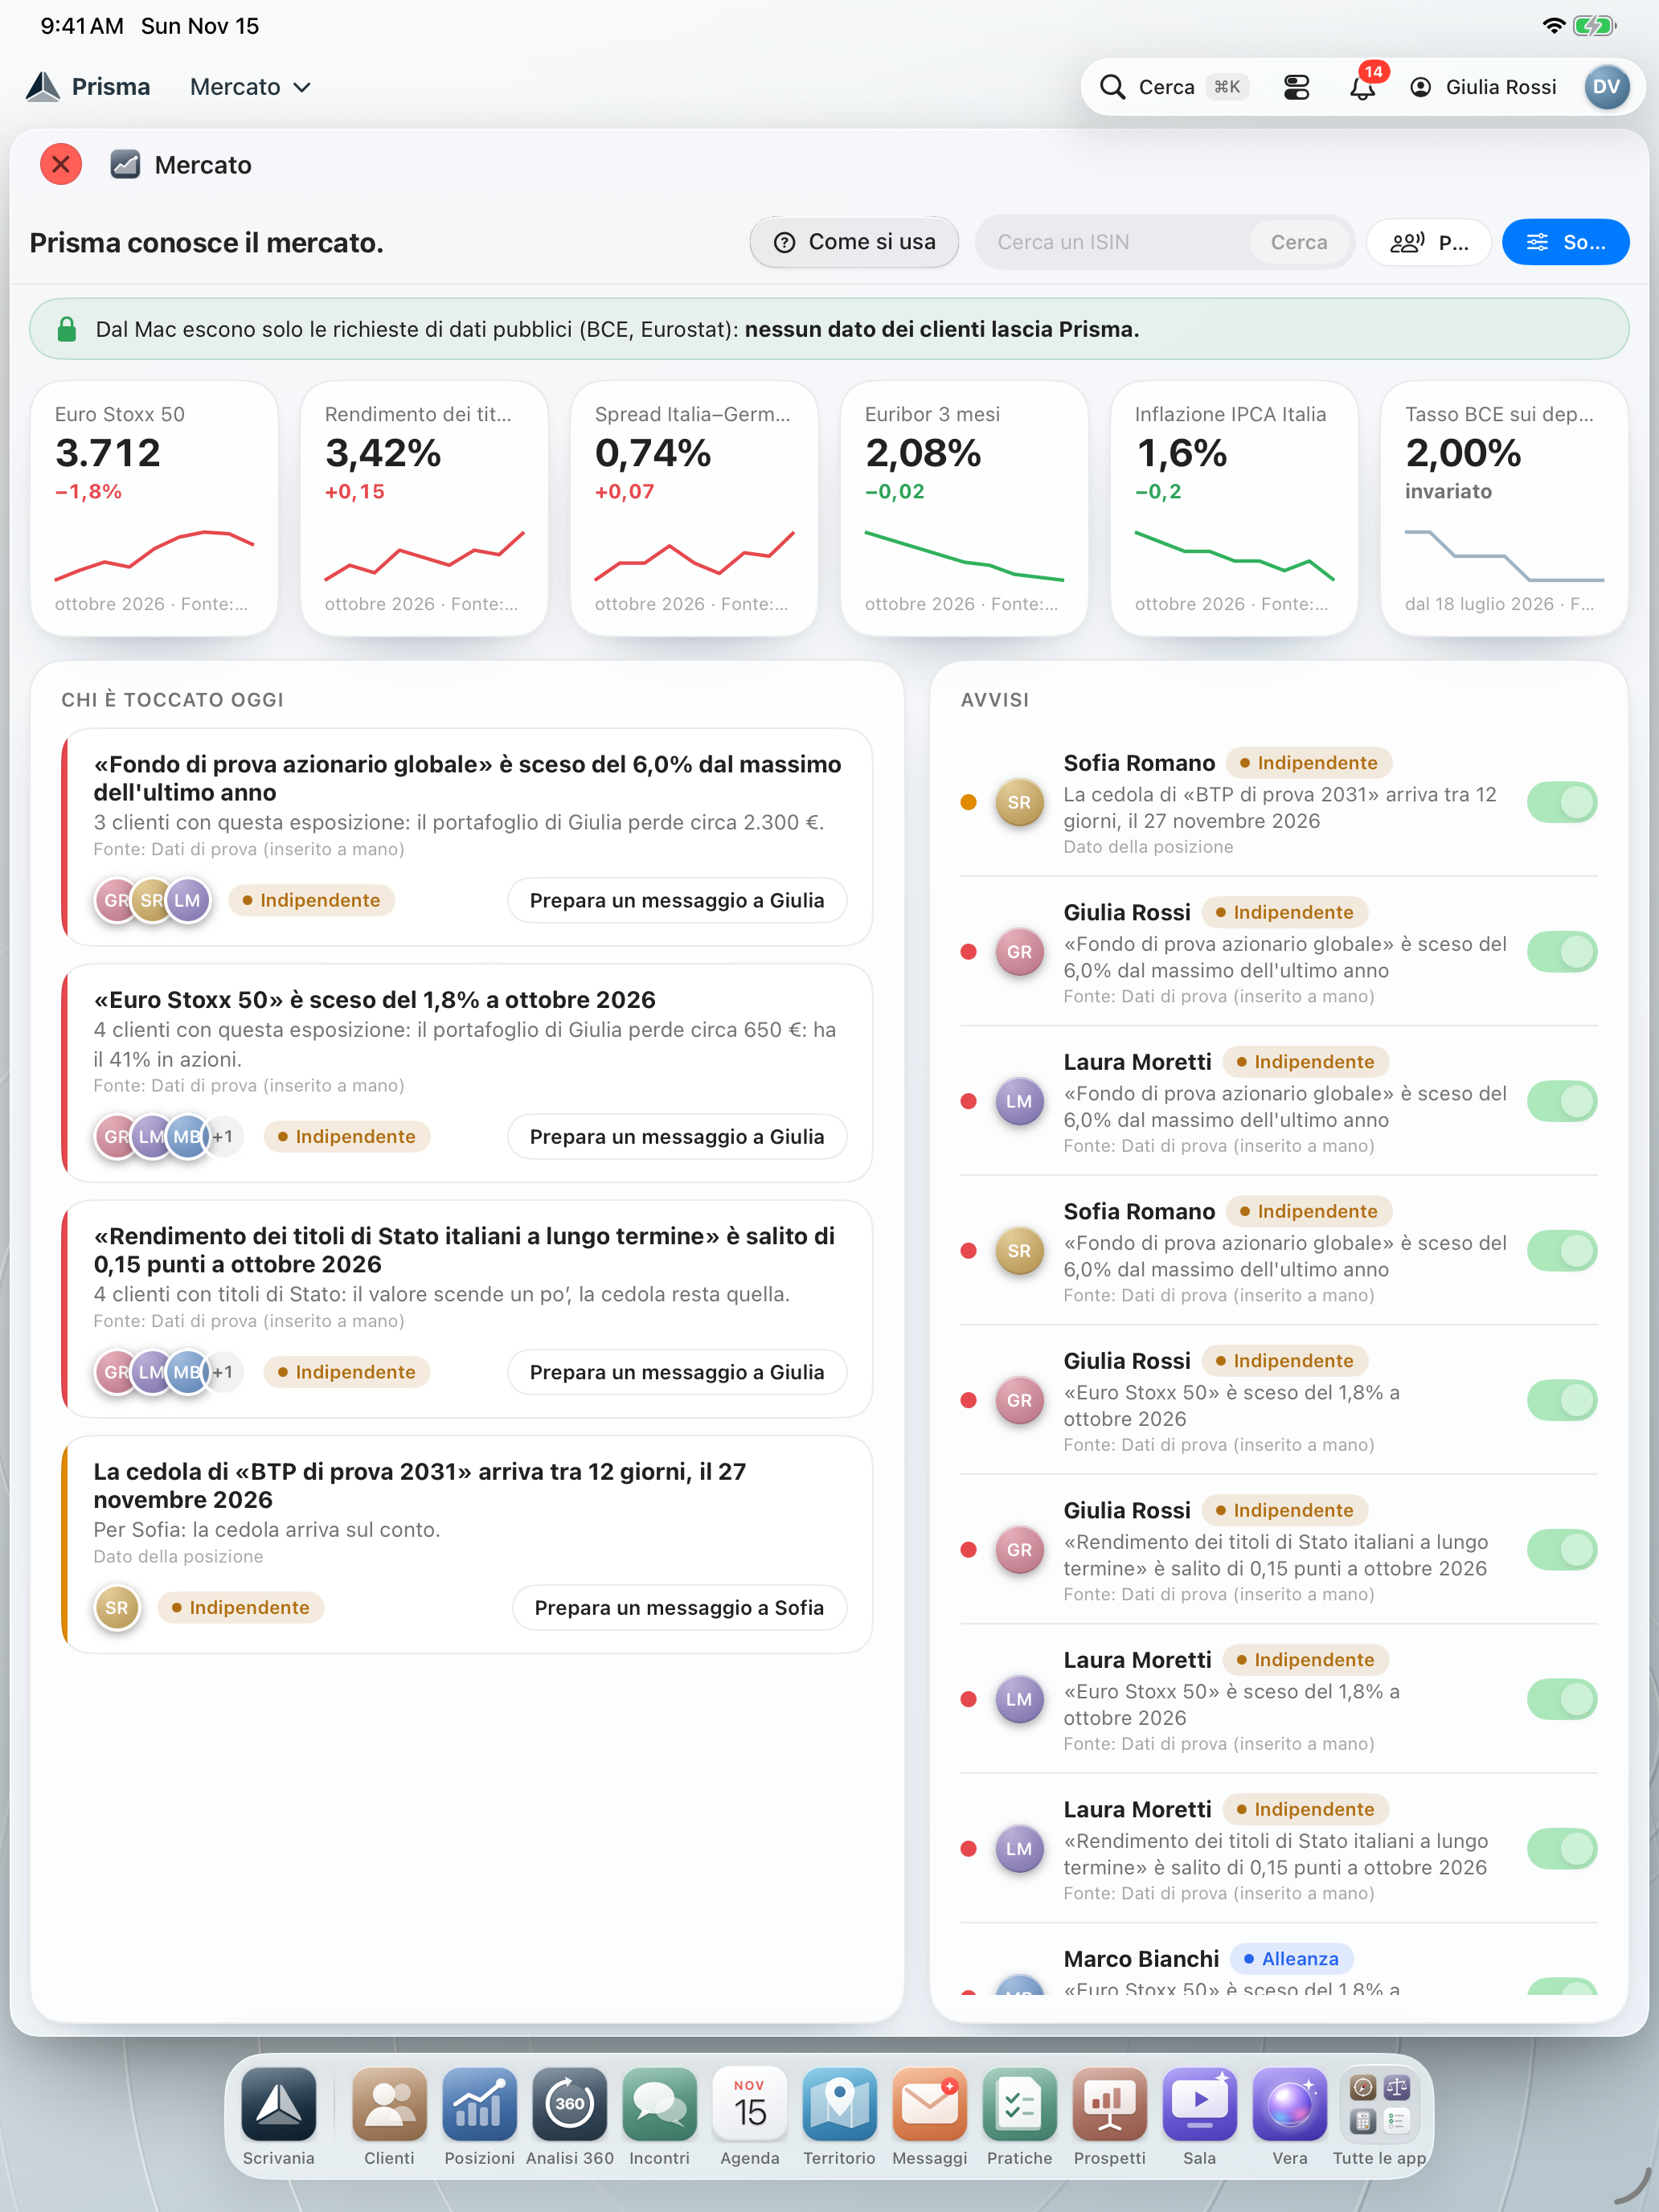 9:41 AM Sun Nov 15
Prisma
Mercato
Cerca ⌘K
14
Giulia Rossi
DV
Mercato
Prisma conosce il mercato.
Come si usa
Cerca un ISIN
Cerca
P...
So...
Dal Mac escono solo le richieste di dati pubblici (BCE, Eurostat): nessun dato dei clienti lascia Prisma.
Euro Stoxx 50
3.712
−1,8%
ottobre 2026 · Fonte:...
Rendimento dei tit...
3,42%
+0,15
ottobre 2026 · Fonte:...
Spread Italia–Germ...
0,74%
+0,07
ottobre 2026 · Fonte:...
Euribor 3 mesi
2,08%
−0,02
ottobre 2026 · Fonte:...
Inflazione IPCA Italia
1,6%
−0,2
ottobre 2026 · Fonte:...
Tasso BCE sui dep...
2,00%
invariato
dal 18 luglio 2026 · F...
CHI È TOCCATO OGGI
«Fondo di prova azionario globale» è sceso del 6,0% dal massimo
dell'ultimo anno
3 clienti con questa esposizione: il portafoglio di Giulia perde circa 2.300 €.
Fonte: Dati di prova (inserito a mano)
GR SR LM
Indipendente
Prepara un messaggio a Giulia
«Euro Stoxx 50» è sceso del 1,8% a ottobre 2026
4 clienti con questa esposizione: il portafoglio di Giulia perde circa 650 €: ha
il 41% in azioni.
Fonte: Dati di prova (inserito a mano)
GR LM MB +1
Indipendente
Prepara un messaggio a Giulia
«Rendimento dei titoli di Stato italiani a lungo termine» è salito di
0,15 punti a ottobre 2026
4 clienti con titoli di Stato: il valore scende un po’, la cedola resta quella.
Fonte: Dati di prova (inserito a mano)
GR LM MB +1
Indipendente
Prepara un messaggio a Giulia
La cedola di «BTP di prova 2031» arriva tra 12 giorni, il 27
novembre 2026
Per Sofia: la cedola arriva sul conto.
Dato della posizione
SR
Indipendente
Prepara un messaggio a Sofia
AVVISI
Sofia Romano Indipendente
SR
La cedola di «BTP di prova 2031» arriva tra 12
giorni, il 27 novembre 2026
Dato della posizione
Giulia Rossi Indipendente
GR
«Fondo di prova azionario globale» è sceso del
6,0% dal massimo dell'ultimo anno
Fonte: Dati di prova (inserito a mano)
Laura Moretti Indipendente
LM
«Fondo di prova azionario globale» è sceso del
6,0% dal massimo dell'ultimo anno
Fonte: Dati di prova (inserito a mano)
Sofia Romano Indipendente
SR
«Fondo di prova azionario globale» è sceso del
6,0% dal massimo dell'ultimo anno
Fonte: Dati di prova (inserito a mano)
Giulia Rossi Indipendente
GR
«Euro Stoxx 50» è sceso del 1,8% a
ottobre 2026
Fonte: Dati di prova (inserito a mano)
Giulia Rossi Indipendente
GR
«Rendimento dei titoli di Stato italiani a lungo
termine» è salito di 0,15 punti a ottobre 2026
Fonte: Dati di prova (inserito a mano)
Laura Moretti Indipendente
LM
«Euro Stoxx 50» è sceso del 1,8% a
ottobre 2026
Fonte: Dati di prova (inserito a mano)
Laura Moretti Indipendente
LM
«Rendimento dei titoli di Stato italiani a lungo
termine» è salito di 0,15 punti a ottobre 2026
Fonte: Dati di prova (inserito a mano)
Marco Bianchi Alleanza
MB
«Euro Stoxx 50» è sceso del 1,8% a
360
NOV
15
Scrivania
Clienti
Posizioni
Analisi 360
Incontri
Agenda
Territorio
Messaggi
Pratiche
Prospetti
Sala
Vera
Tutte le app